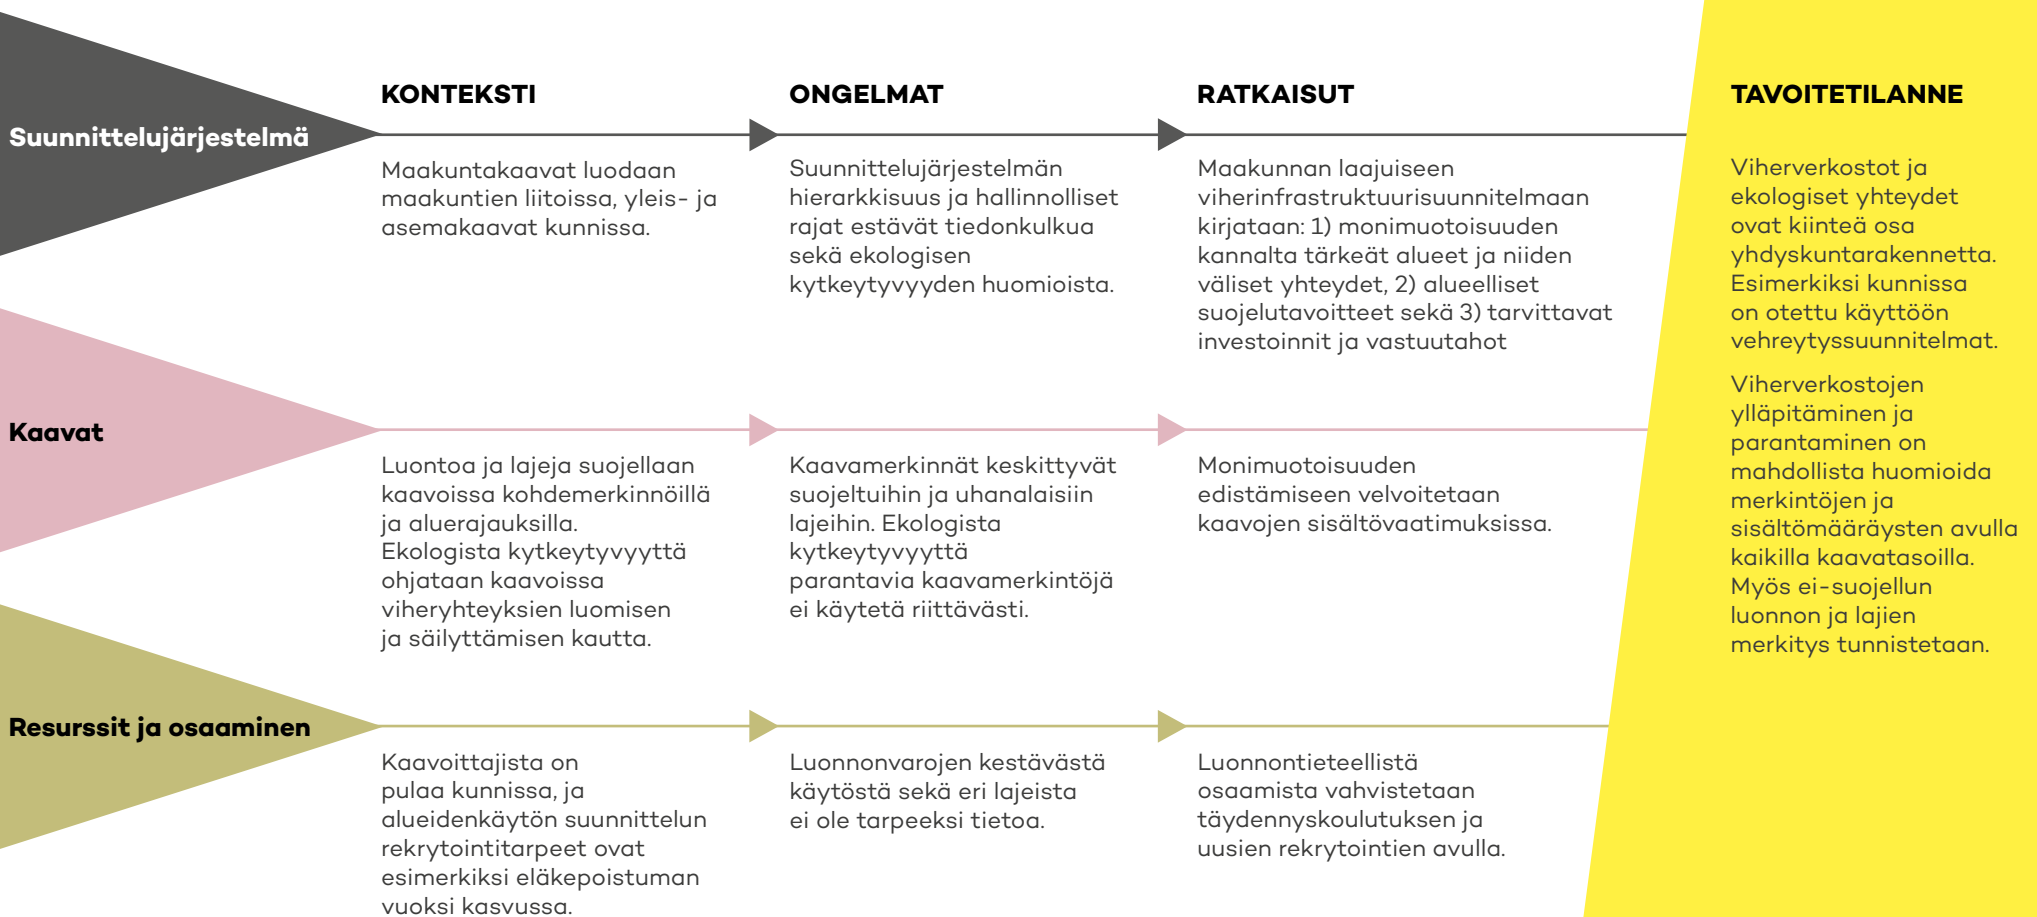 KONTEKSTI
ONGELMAT
RATKAISUT
TAVOITETILANNE
Suunnittelujärjestelmä
Maakuntakaavat luodaan
maakuntien liitoissa, yleis- ja
asemakaavat kunnissa.
Suunnittelujärjestelmän
hierarkkisuus ja hallinnolliset
rajat estävät tiedonkulkua
sekä ekologisen
kytkeytyvyyden huomioista.
Maakunnan laajuiseen
viherinfrastruktuurisuunnitelmaan
kirjataan: 1) monimuotoisuuden
kannalta tärkeät alueet ja niiden
väliset yhteydet, 2) alueelliset
suojelutavoitteet sekä 3) tarvittavat
investoinnit ja vastuutahot
Kaavat
Luontoa ja lajeja suojellaan
kaavoissa kohdemerkinnöillä
ja aluerajauksilla.
Ekologista kytkeytyvyyttä
ohjataan kaavoissa
viheryhteyksien luomisen
ja säilyttämisen kautta.
Kaavamerkinnät keskittyvät
suojeltuihin ja uhanalaisiin
lajeihin. Ekologista
kytkeytyvyyttä
parantavia kaavamerkintöjä
ei käytetä riittävästi.
Monimuotoisuuden
edistämiseen velvoitetaan
kaavojen sisältövaatimuksissa.
Resurssit ja osaaminen
Kaavoittajista on
pulaa kunnissa, ja
alueidenkäytön suunnittelun
rekrytointitarpeet ovat
esimerkiksi eläkepoistuman
vuoksi kasvussa.
Luonnonvarojen kestävästä
käytöstä sekä eri lajeista
ei ole tarpeeksi tietoa.
Luonnontieteellistä
osaamista vahvistetaan
täydennyskoulutuksen ja
uusien rekrytointien avulla.
Viherverkostot ja
ekologiset yhteydet
ovat kiinteä osa
yhdyskuntarakennetta.
Esimerkiksi kunnissa
on otettu käyttöön
vehreytyssuunnitelmat.
Viherverkostojen
ylläpitäminen ja
parantaminen on
mahdollista huomioida
merkintöjen ja
sisältömääräysten avulla
kaikilla kaavatasoilla.
Myös ei-suojellun
luonnon ja lajien
merkitys tunnistetaan.